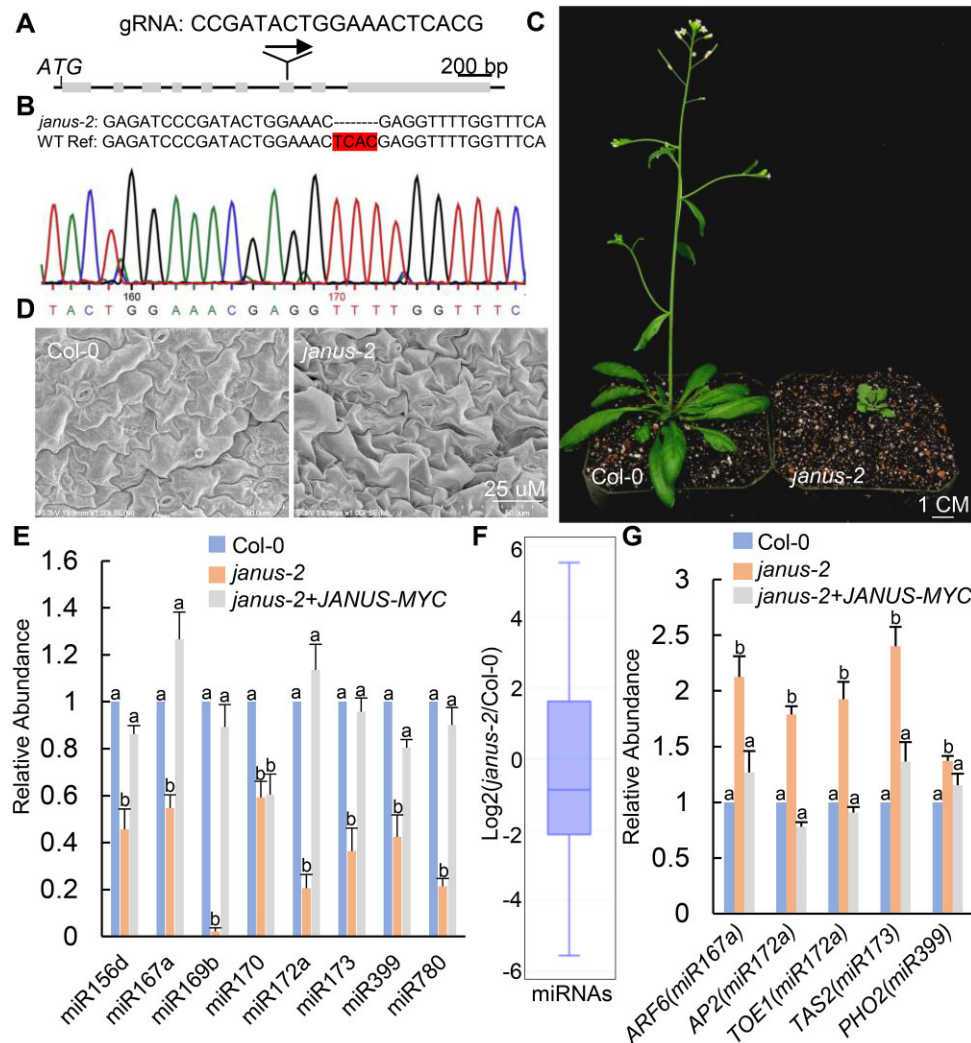 A
gRNA: CCGATACTGGAAACTCACG
ATG
200 bp
B
janus-2: GAGATCCCGATACTGGAAAC--------GAGGTTTTGGTTTCA
WT Ref: GAGATCCCGATACTGGAAACTCACGAGGTTTTGGTTTCA
160 170
T A C T G G A A A C G A G G T T T T G G T T T C
C
Col-0
janus-2
1 CM
D
Col-0
janus-2
25 uM
E
Col-0
janus-2
janus-2+JANUS-MYC
Relative Abundance
1.6
1.4
1.2
1
0.8
0.6
0.4
0.2
0
a b a
a b a
a b a
a b b
a b a
a b a
a b a
a b a
miR156d
miR167a
miR169b
miR170
miR172a
miR173
miR399
miR780
F
Log2(janus-2/Col-0)
6
4
2
0
-2
-4
-6
miRNAs
G
Col-0
janus-2
janus-2+JANUS-MYC
Relative Abundance
3
2.5
2
1.5
1
0.5
0
a b a
a b a
a b a
a b a
a b a
ARF6(miR167a)
AP2(miR172a)
TOE1(miR172a)
TAS2(miR173)
PHO2(miR399)